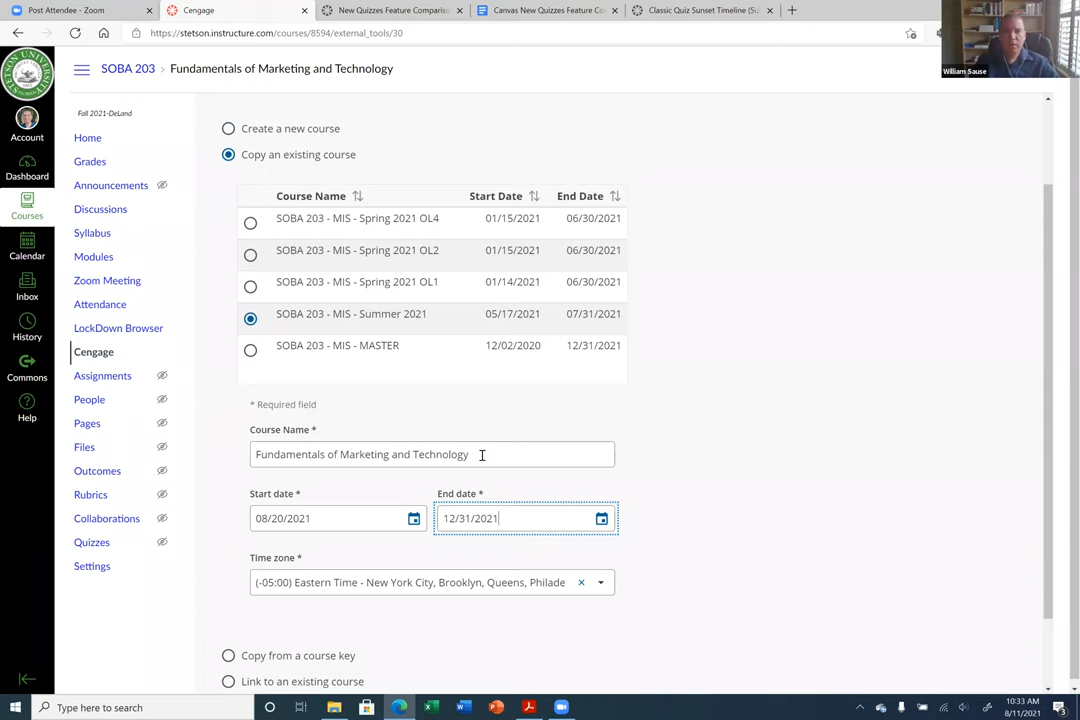 Post Attendee - Zoom
Cengage
New Quizzes Feature Comparis
Canvas New Quizzes Feature Co
Classic Quiz Sunset Timeline (Su
https://stetson.instructure.com/courses/8594/external_tools/30
William Sause
STETSON UNIVERSITY
SOBA 203 > Fundamentals of Marketing and Technology
Account
Dashboard
Courses
Calendar
Inbox
History
Commons
Help
Fall 2021-DeLand
Home
Grades
Announcements
Discussions
Syllabus
Modules
Zoom Meeting
Attendance
LockDown Browser
Cengage
Assignments
People
Pages
Files
Outcomes
Rubrics
Collaborations
Quizzes
Settings
Create a new course
Copy an existing course
Course Name Start Date End Date
SOBA 203 - MIS - Spring 2021 OL4 01/15/2021 06/30/2021
SOBA 203 - MIS - Spring 2021 OL2 01/15/2021 06/30/2021
SOBA 203 - MIS - Spring 2021 OL1 01/14/2021 06/30/2021
SOBA 203 - MIS - Summer 2021 05/17/2021 07/31/2021
SOBA 203 - MIS - MASTER 12/02/2020 12/31/2021
* Required field
Course Name *
Fundamentals of Marketing and Technology
Start date * End date *
08/20/2021 12/31/2021
Time zone *
(-05:00) Eastern Time - New York City, Brooklyn, Queens, Philade
Copy from a course key
Link to an existing course
Type here to search
10:33 AM
8/11/2021
3